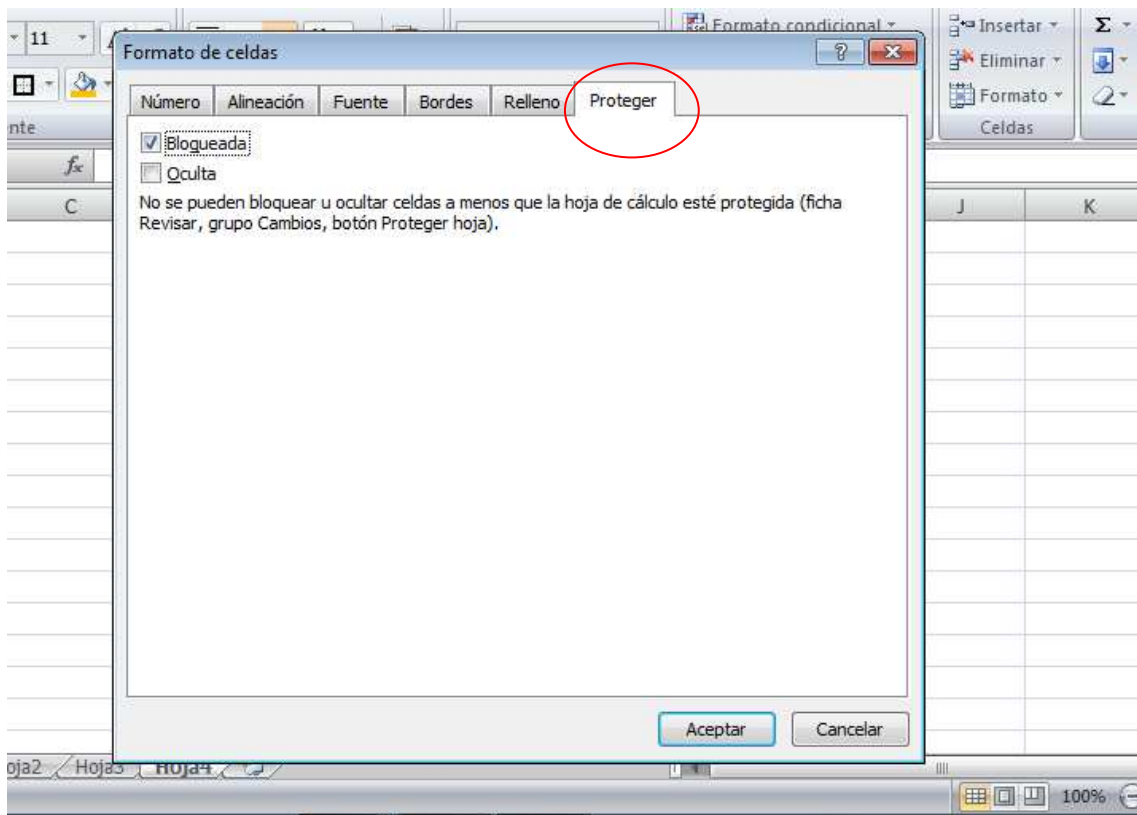 11
Formato condicional
Insertar
Σ
Formato de celdas
Eliminar
Número Alineación Fuente Bordes Relleno Proteger
Formato
nte
Celdas
Bloqueada
fx
Oculta
No se pueden bloquear u ocultar celdas a menos que la hoja de cálculo esté protegida (ficha
Revisar, grupo Cambios, botón Proteger hoja).
C J K
Aceptar Cancelar
oja2 Hoja3 Hoja4
100%